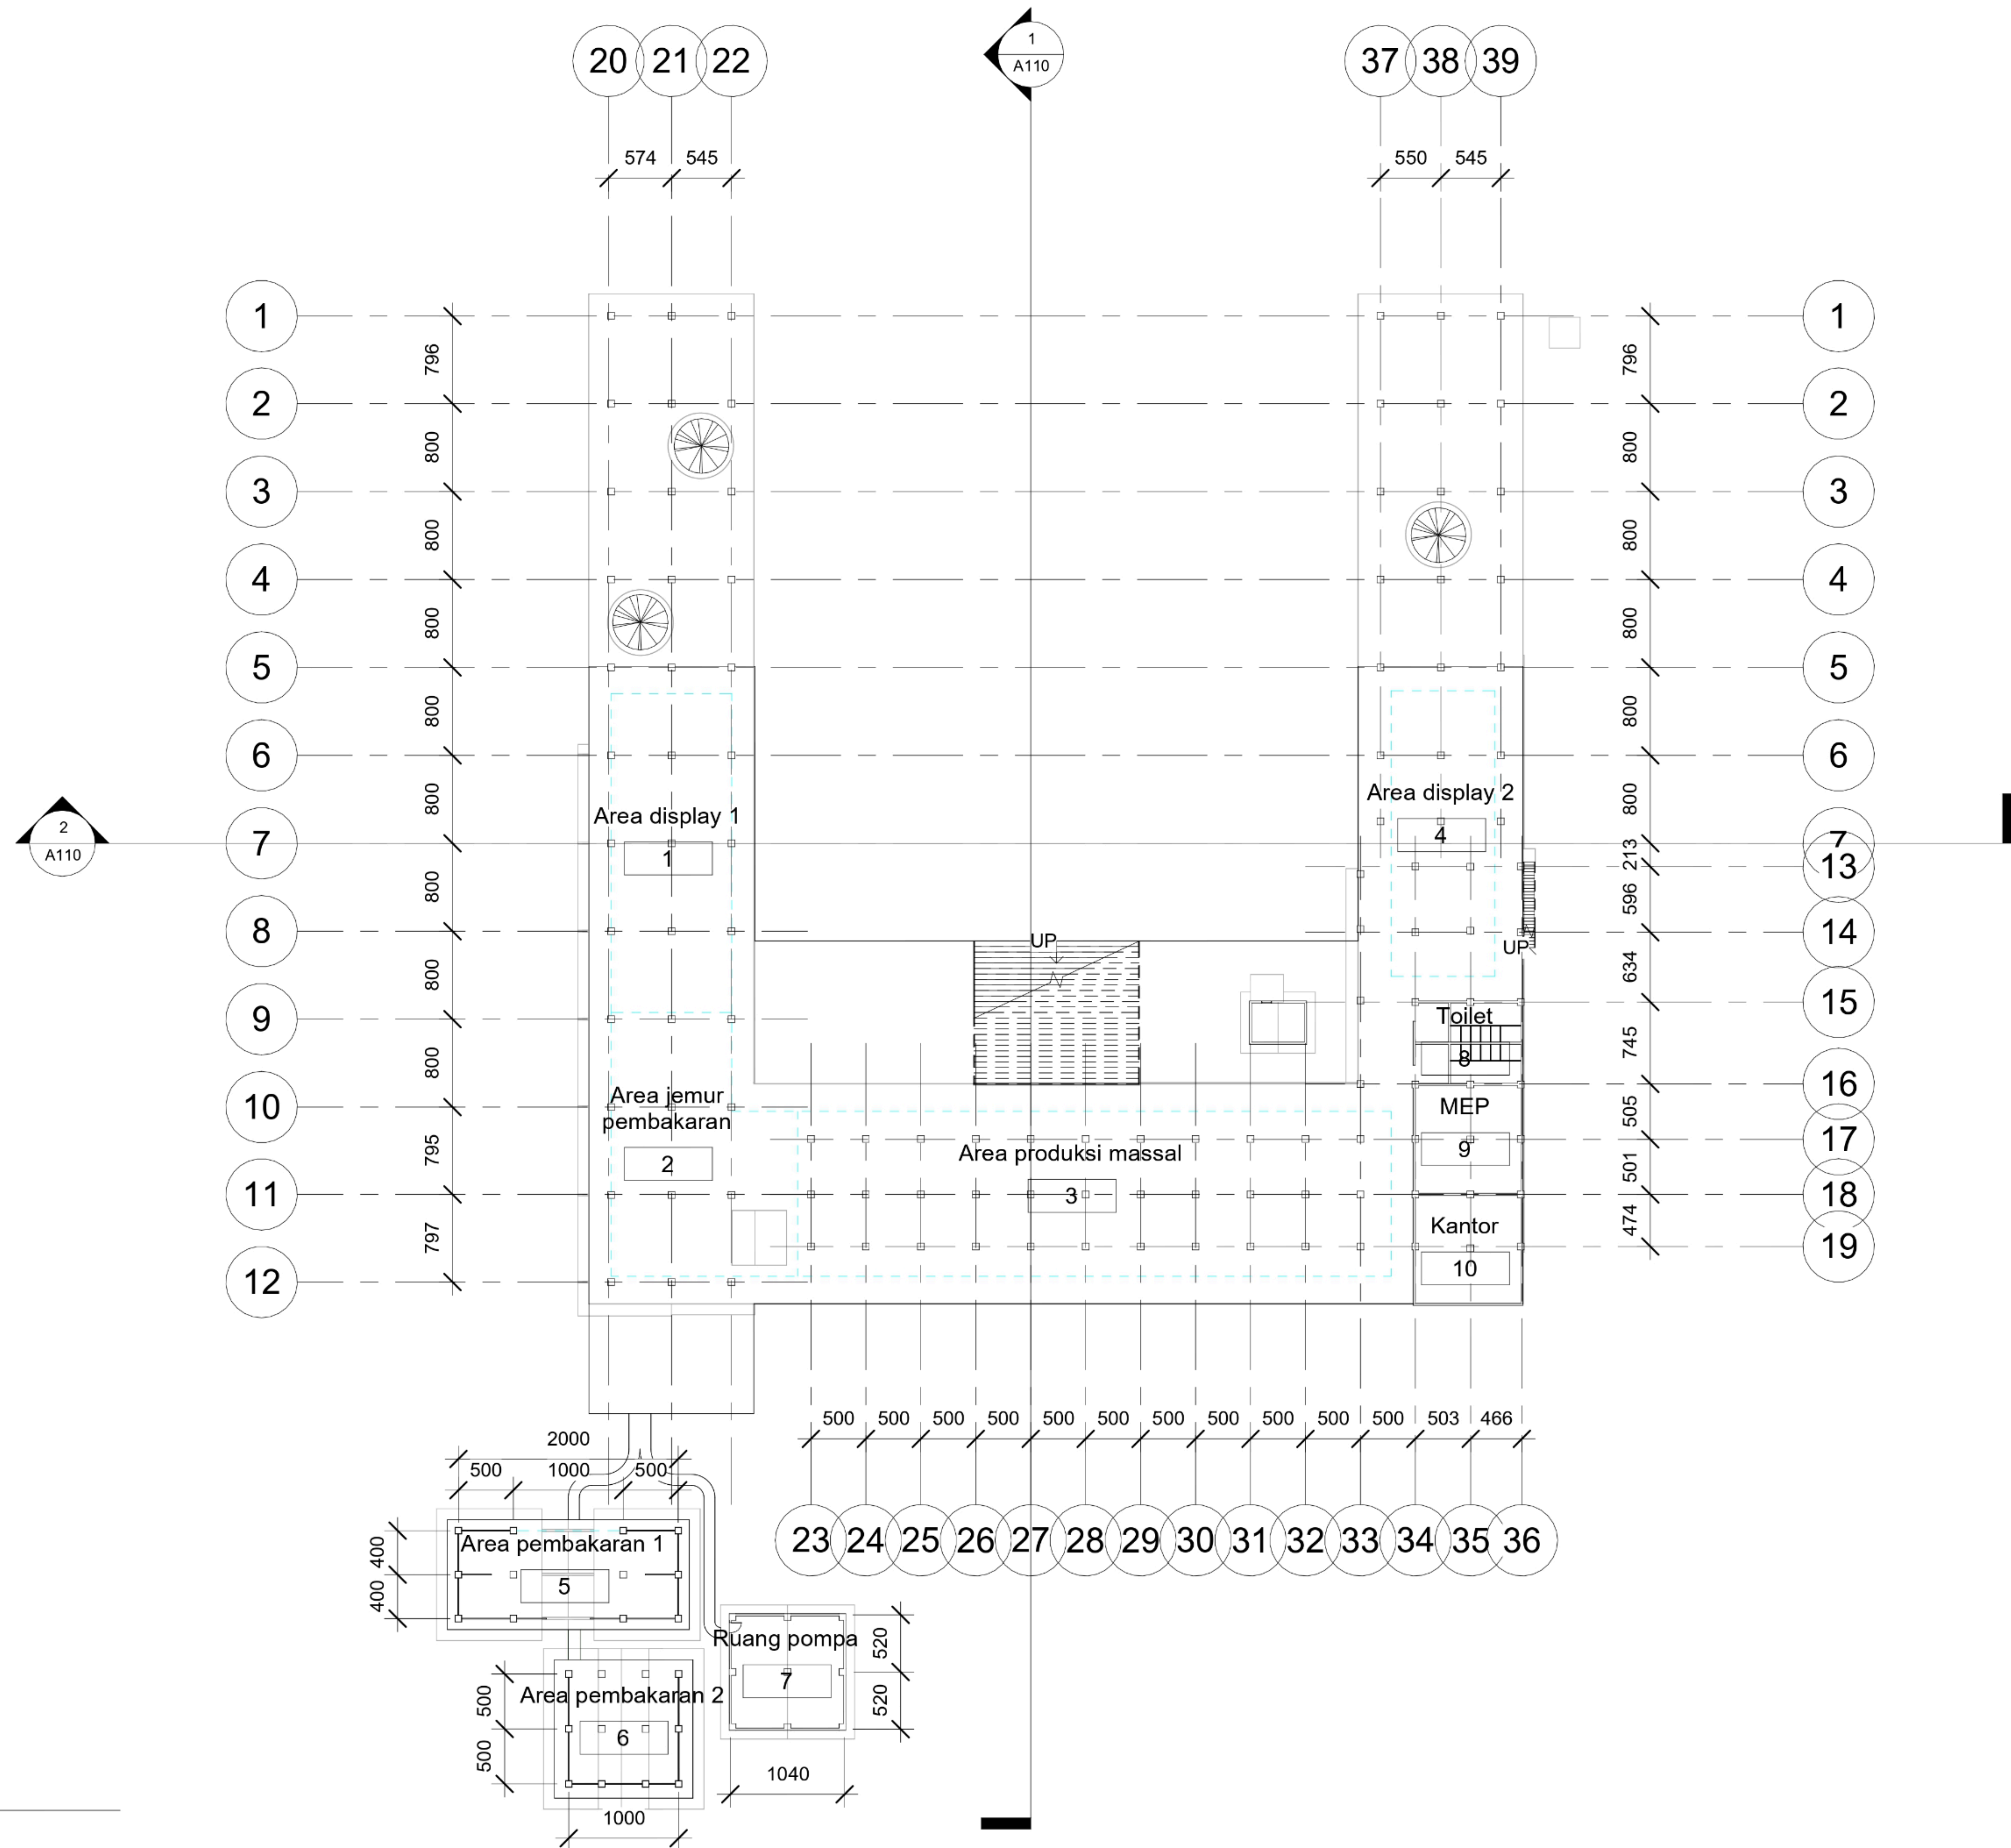 20 21 22
1
A110
37 38 39
574 545
550 545
1 1
796 796
2 2
800 800
3 3
800 800
4 4
800 800
5 5
800 800
6 6
800 800
Area display 1
Area display 2
2
A110
7 1 4 7
213
13
800 596
8 14
UP UP
800 634
9 15
Toilet
800 745
8
10 16
Area jemur
pembakaran
MEP
505
795
Area produksi massal
9 17
2 501
11 3 18
797 Kantor 474
19
12 10
500 500 500 500 500 500 500 500 500 500 500 503 466
2000
500 1000 500
23 24 25 26 27 28 29 30 31 32 33 34 35 36
400
Area pembakaran 1
5
400
Ruang pompa
520
7
520
500
Area pembakaran 2
6
500
1040
1000